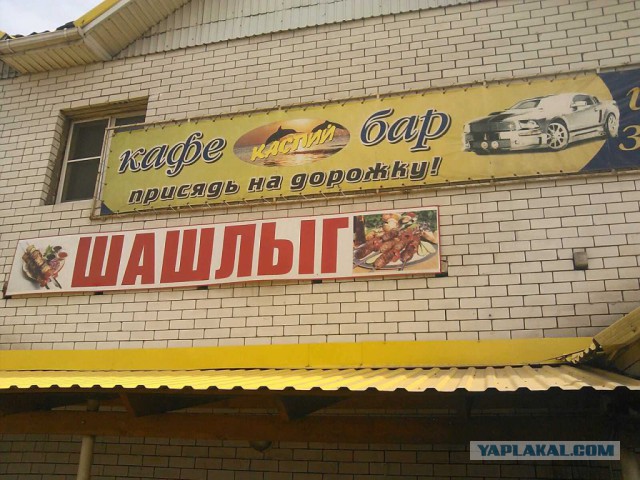 кафе КАСПИЙ бар
присядь на дорожку!
ШАШЛЫГ
YAPLAKAL.COM